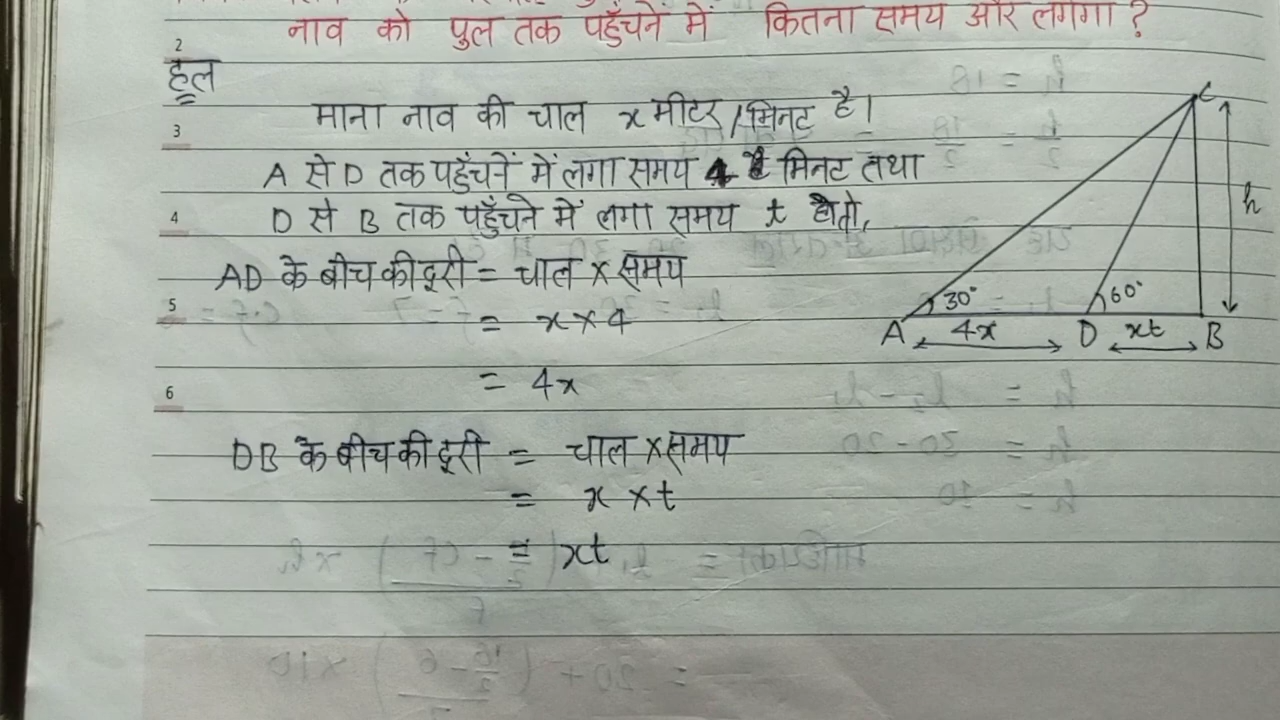 नाव को पुल तक पहुँचने में कितना समय और लगेगा ?
2
हल
माना नाव की चाल x मीटर / मिनट है।
3
A से D तक पहुँचनें में लगा समय 4 मिनट तथा
4
D से B तक पहुँचने में लगा समय t हो तो,
AD के बीच की दूरी = चाल × समय
5
= x × 4
6
= 4x
DB के बीच की दूरी = चाल × समय
= x × t
= xt
C
h
30°
60°
A 4x D xt B